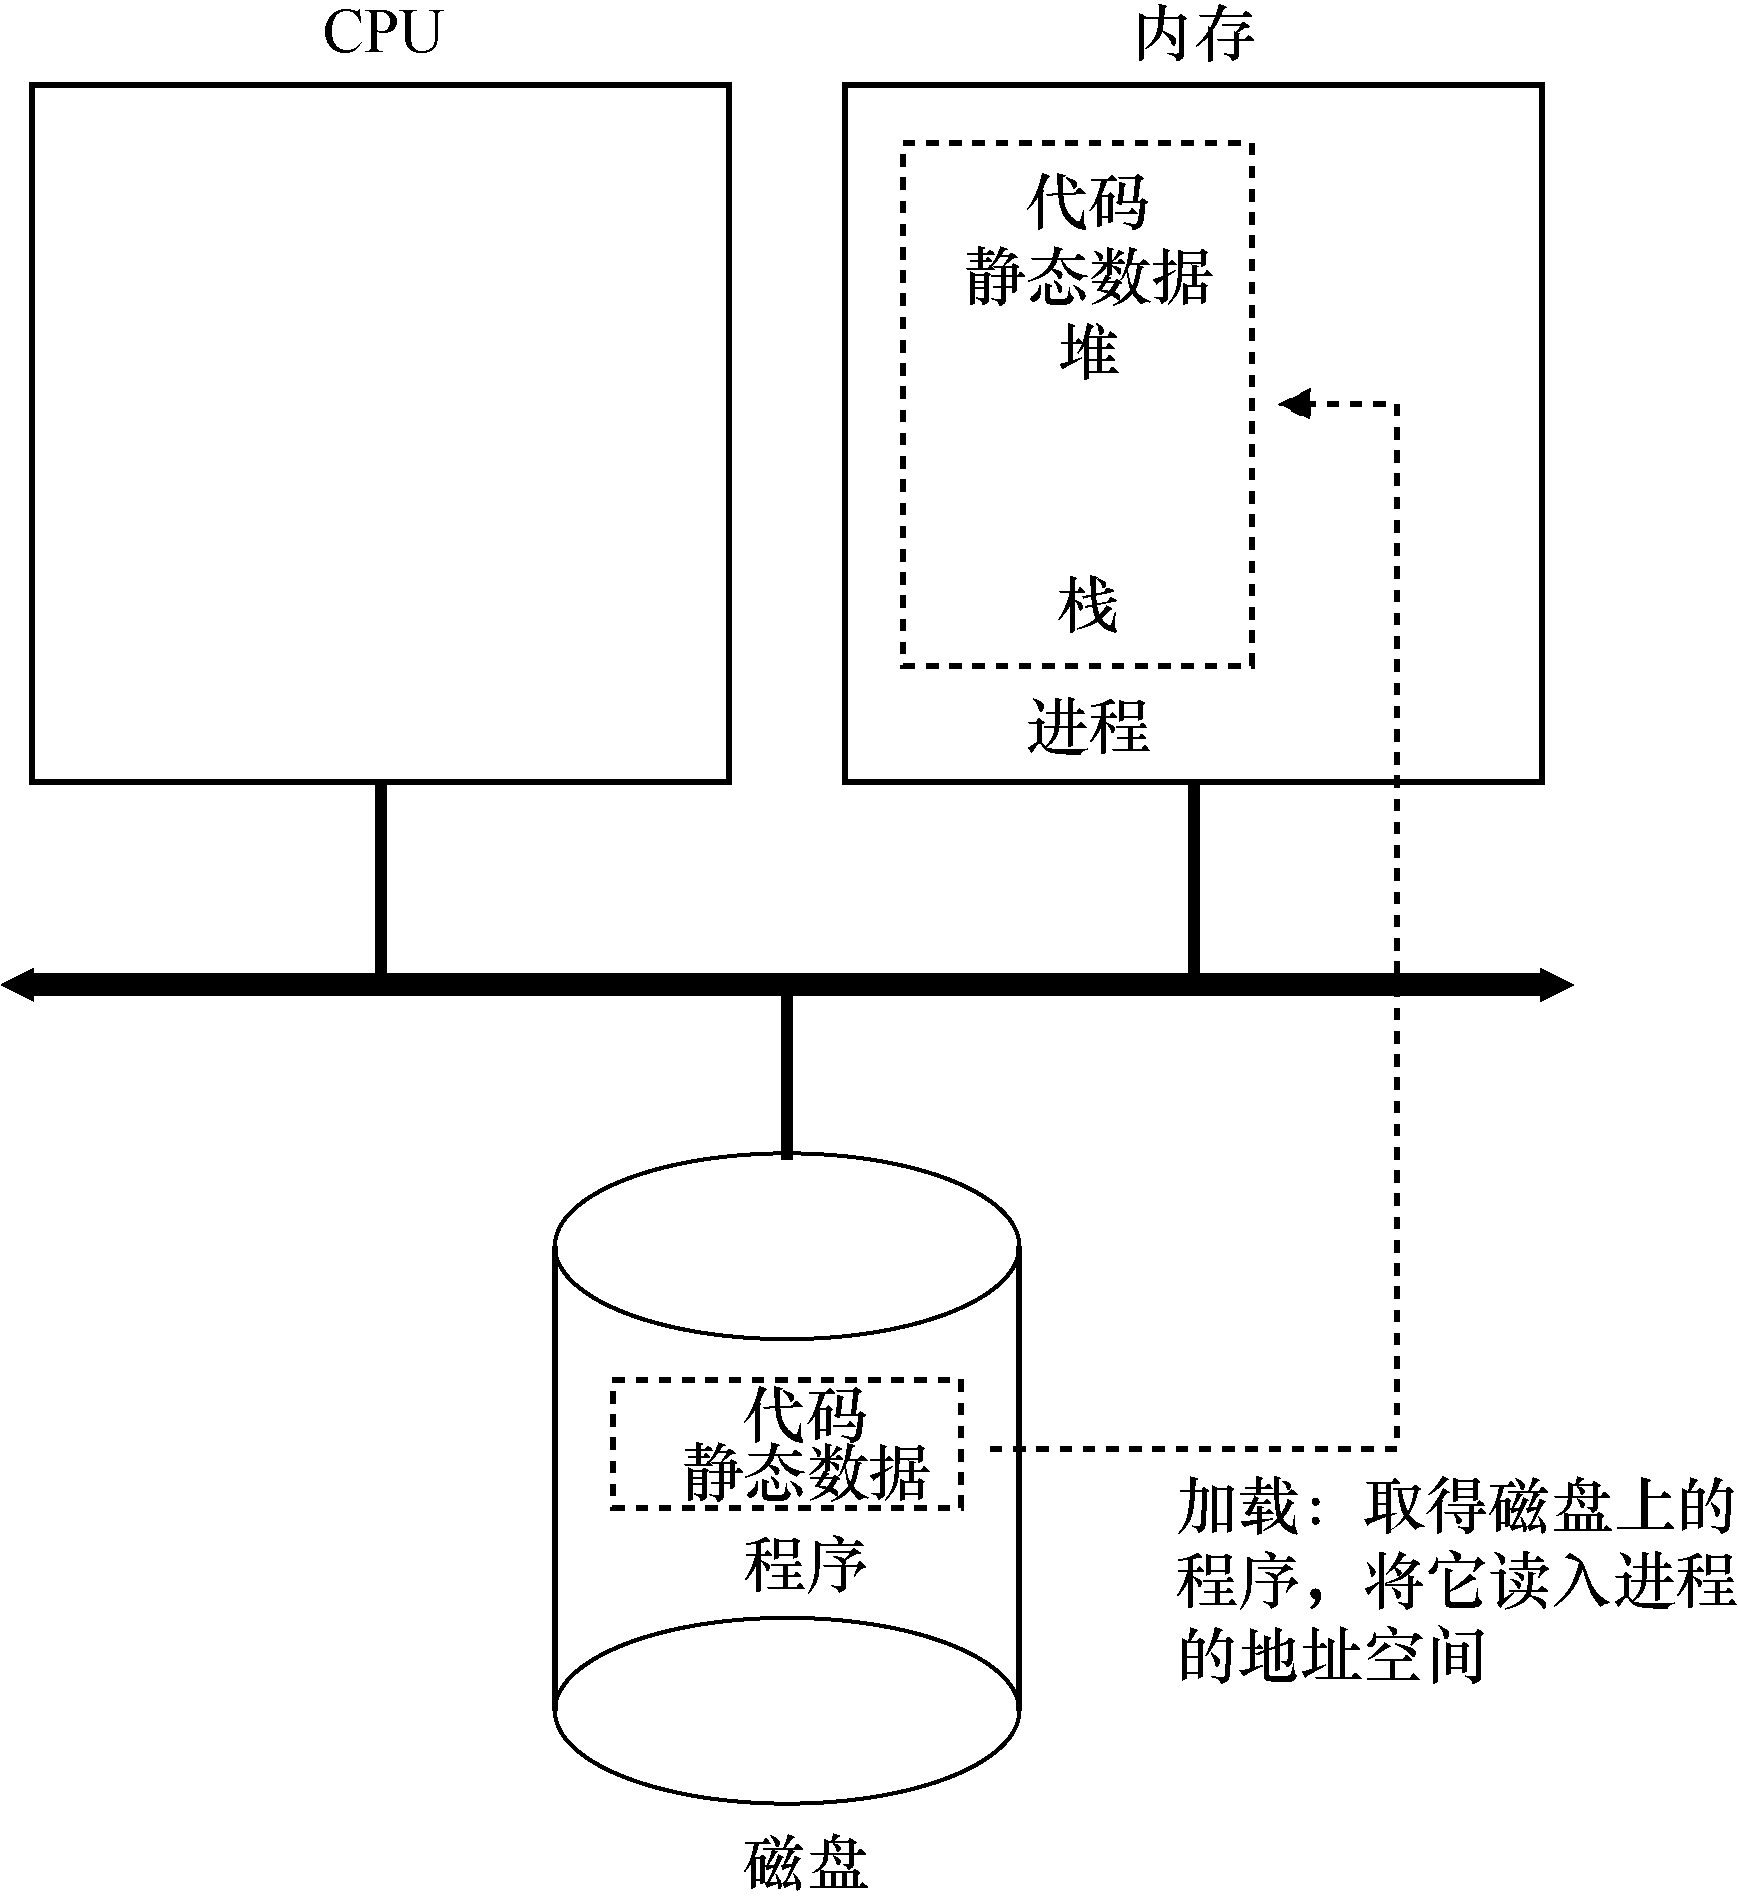 CPU
内存
代码
静态数据
堆
栈
进程
代码
静态数据
程序
加载：取得磁盘上的
程序，将它读入进程
的地址空间
磁盘